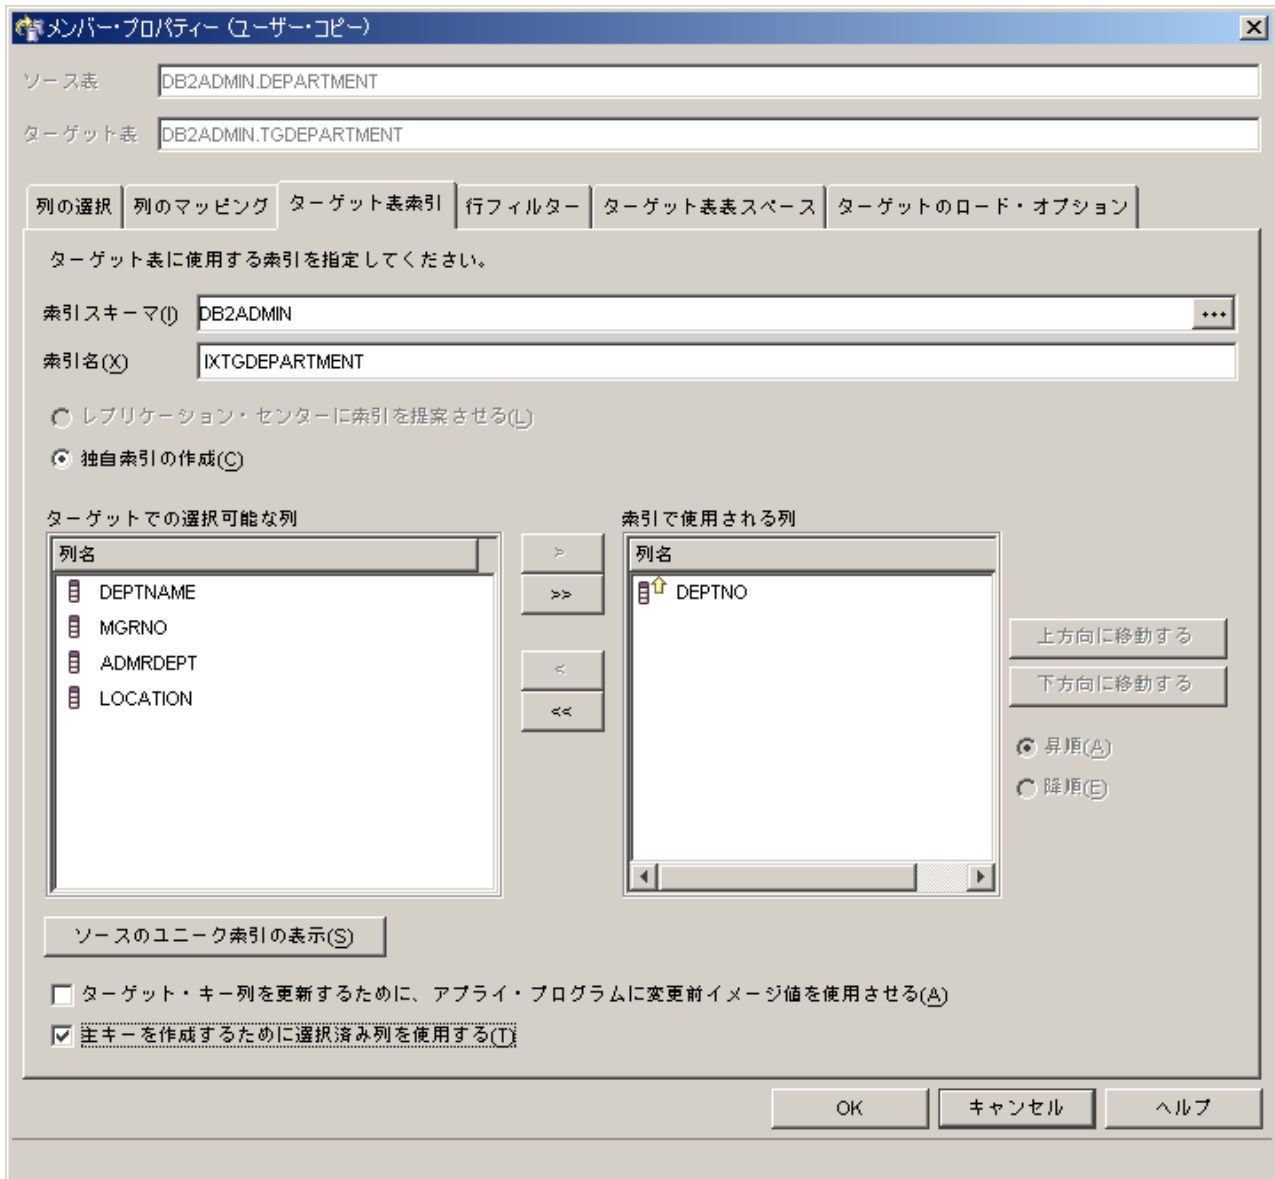 メンバー・プロパティー (ユーザー・コピー)
ソース表 DB2ADMIN.DEPARTMENT
ターゲット表 DB2ADMIN.TGDEPARTMENT
列の選択 列のマッピング ターゲット表索引 行フィルター ターゲット表表スペース ターゲットのロード・オプション
ターゲット表に使用する索引を指定してください。
索引スキーマ(I) DB2ADMIN ...
索引名(X) IXTGDEPARTMENT
レプリケーション・センターに索引を提案させる(L)
独自索引の作成(C)
ターゲットでの選択可能な列
列名
DEPTNAME
MGRNO
ADMRDEPT
LOCATION
>
>>
<
<<
索引で使用される列
列名
DEPTNO
上方向に移動する
下方向に移動する
昇順(A)
降順(E)
ソースのユニーク索引の表示(S)
ターゲット・キー列を更新するために、アプライ・プログラムに変更前イメージ値を使用させる(A)
主キーを作成するために選択済み列を使用する(T)
OK キャンセル ヘルプ